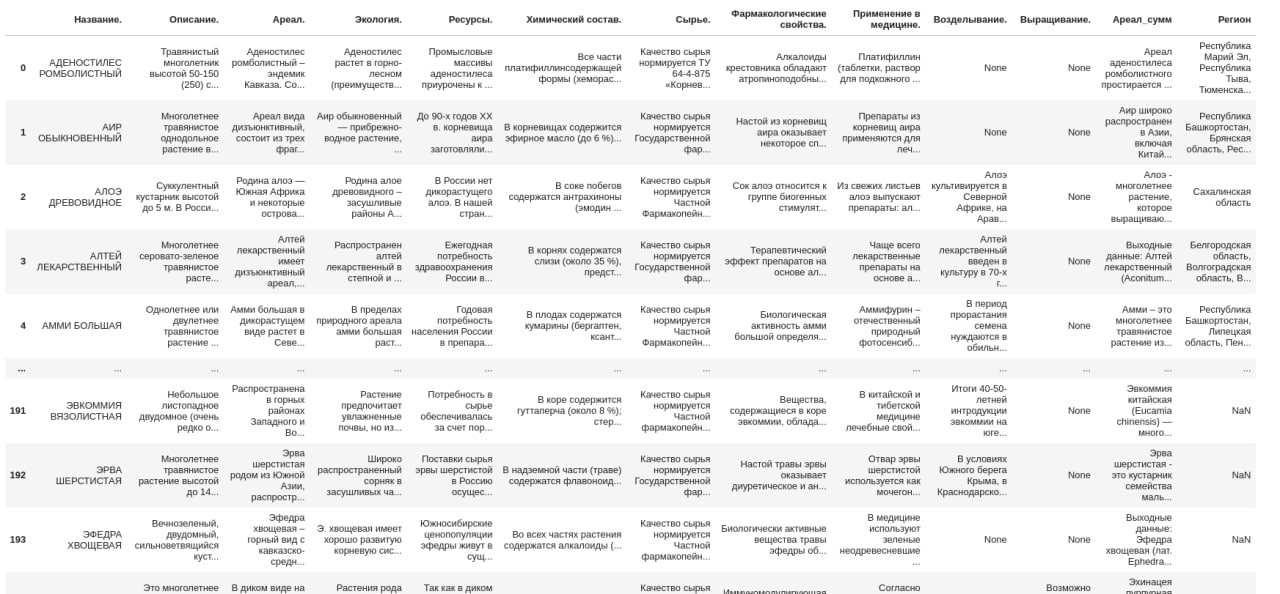 Название. Описание. Ареал. Экология. Ресурсы. Химический состав. Сырье. Фармакологические свойства. Применение в медицине. Возделывание. Выращивание. Ареал_сумм Регион
0 АДЕНОСТИЛЕС РОМБОЛИСТНЫЙ Травянистый многолетник высотой 50-150 (250) с... Аденостилес ромболистный – эндемик Кавказа. Со... Аденостилес растет в горно-лесном (преимуществ... Промысловые массивы аденостилеса приурочены к ... Все части платифиллинсодержащей формы (хеморас... Качество сырья нормируется ТУ 64-4-875 «Корнев... Алкалоиды крестовника обладают атропиноподобны... Платифиллин (таблетки, раствор для подкожного ... None None Ареал аденостилеса ромболистного простирается ... Республика Марий Эл, Республика Тыва, Тюменска...
1 АИР ОБЫКНОВЕННЫЙ Многолетнее травянистое однодольное растение в... Ареал вида дизъюнктивный, состоит из трех фраг... Аир обыкновенный — прибрежно-водное растение, ... До 90-х годов XX в. корневища аира заготовляли... В корневищах содержится эфирное масло (до 6 %)... Качество сырья нормируется Государственной фар... Настой из корневищ аира оказывает некоторое сп... Препараты из корневищ аира применяются для леч... None None Аир широко распространен в Азии, включая Китай... Республика Башкортостан, Брянская область, Рес...
2 АЛОЭ ДРЕВОВИДНОЕ Суккулентный кустарник высотой до 5 м. В Росси... Родина алоэ — Южная Африка и некоторые острова... Родина алое древовидного – засушливые районы А... В России нет дикорастущего алоэ. В нашей стран... В соке побегов содержатся антрахиноны (эмодин ... Качество сырья нормируется Частной Фармакопейн... Сок алоэ относится к группе биогенных стимулят... Из свежих листьев алоэ выпускают препараты: ал... Алоэ культивируется в Северной Африке, на Арав... None Алоэ - многолетнее растение, которое выращиваю... Сахалинская область
3 АЛТЕЙ ЛЕКАРСТВЕННЫЙ Многолетнее серовато-зеленое травянистое расте... Алтей лекарственный имеет дизъюнктивный ареал,... Распространен алтей лекарственный в степной и ... Ежегодная потребность здравоохранения России в... В корнях содержатся слизи (около 35 %), предст... Качество сырья нормируется Государственной фар... Терапевтический эффект препаратов на основе ал... Чаще всего лекарственные препараты на основе а... Алтей лекарственный введен в культуру в 70-х г... None Выходные данные: Алтей лекарственный (Aconitum... Белгородская область, Волгоградская область, В...
4 АММИ БОЛЬШАЯ Однолетнее или двулетнее травянистое растение ... Амми большая в дикорастущем виде растет в Севе... В пределах природного ареала амми большая раст... Годовая потребность населения России в препара... В плодах содержатся кумарины (бергаптен, ксант... Качество сырья нормируется Частной Фармакопейн... Биологическая активность амми большой определя... Аммифурин – отечественный природный фотосенсиб... В период прорастания семена нуждаются в обильн... None Амми – это многолетнее травянистое растение из... Республика Башкортостан, Липецкая область, Пен...
... ... ... ... ... ... ... ... ... ... ... ... ... ...
191 ЭВКОММИЯ ВЯЗОЛИСТНАЯ Небольшое листопадное двудомное (очень редко о... Распространена в горных районах Западного и Во... Растение предпочитает увлажненные почвы, но из... Потребность в сырье обеспечивалась за счет пор... В коре содержится гуттаперча (около 8 %); стер... Качество сырья нормируется Частной фармакопейн... Вещества, содержащиеся в коре эвкоммии, облада... В китайской и тибетской медицине лечебные свой... Итоги 40-50-летней интродукции эвкоммии на юге... None Эвкоммия китайская (Eucamia chinensis) — много... NaN
192 ЭРВА ШЕРСТИСТАЯ Многолетнее травянистое растение высотой до 14... Эрва шерстистая родом из Южной Азии, распростр... Широко распространенный сорняк в засушливых ча... Поставки сырья эрвы шерстистой в Россию осущес... В надземной части (траве) содержатся флавоноид... Качество сырья нормируется Государственной фар... Настой травы эрвы оказывает диуретическое и ан... Отвар эрвы шерстистой используется как мочегон... В условиях Южного берега Крыма, в Краснодарско... None Эрва шерстистая - это кустарник семейства маль... NaN
193 ЭФЕДРА ХВОЩЕВАЯ Вечнозеленый, двудомный, сильноветвящийся куст... Эфедра хвощевая – горный вид с кавказско-средн... Э. хвощевая имеет хорошо развитую корневую сис... Южносибирские ценопопуляции эфедры живут в сущ... Во всех частях растения содержатся алкалоиды (... Качество сырья нормируется Частной фармакопейн... Биологически активные вещества травы эфедры об... В медицине используют зеленые неодревесневшие ... None None Выходные данные: Эфедра хвощевая (лат. Ephedra... NaN
Это многолетнее В диком виде на Растения рода Так как в диком Качество сырья Иммуномодулирующая Согласно Возможно Эхинацея пурпурная